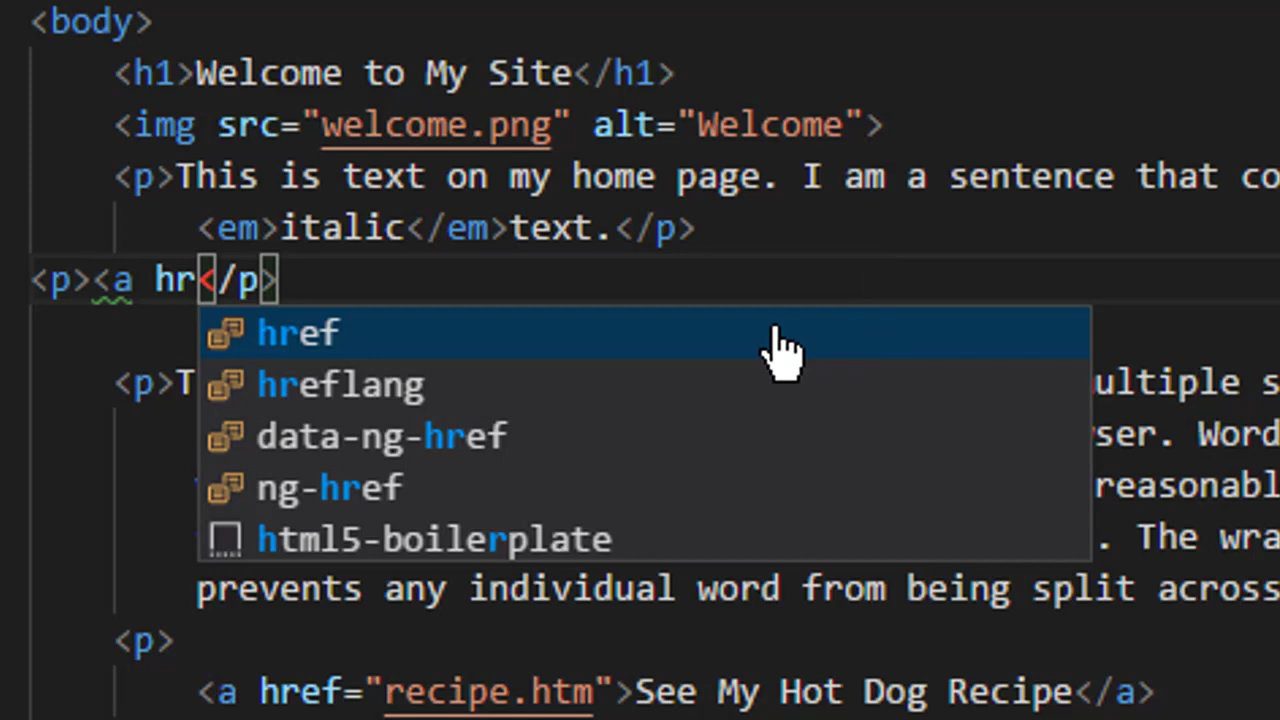 <body>
<h1>Welcome to My Site</h1>
<img src="welcome.png" alt="Welcome">
<p>This is text on my home page. I am a sentence that co
<em>italic</em>text.</p>
<p><a hr</p>
href
hreflang
<p>T ultiple s
data-ng-href ser. Word
ng-href reasonabl
html5-boilerplate . The wra
prevents any individual word from being split across
<p>
<a href="recipe.htm">See My Hot Dog Recipe</a>